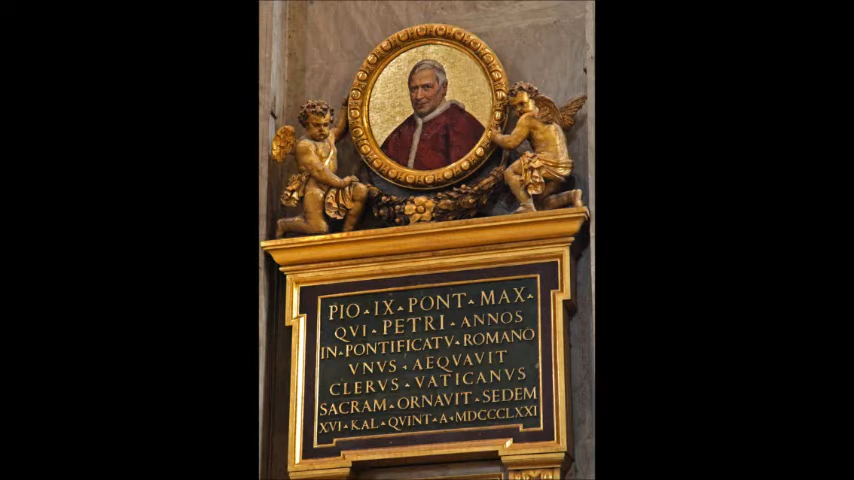 PIO ▴ IX ▴ PONT ▴ MAX ▴
QVI ▴ PETRI ▴ ANNOS
IN ▴ PONTIFICATV ▴ ROMANO
VNVS ▴ AEQVAVIT
CLERVS ▴ VATICANVS
SACRAM ▴ ORNAVIT ▴ SEDEM
XVI ▴ KAL ▴ QVINT ▴ A ▴ MDCCCLXXI